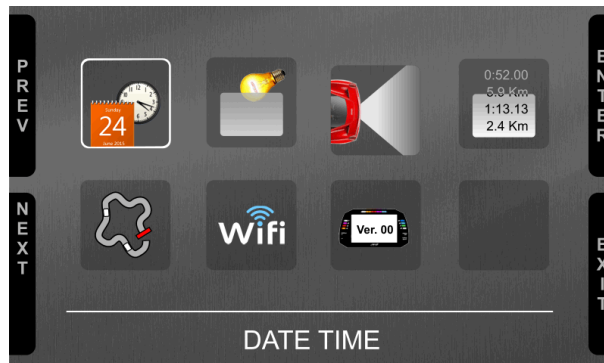 PREV
ENTER
Sunday
24
June
0:52.00
5.9 Km
1:13.13
2.4 Km
NEXT
EXIT
Wifi
Ver. 00
DATE TIME